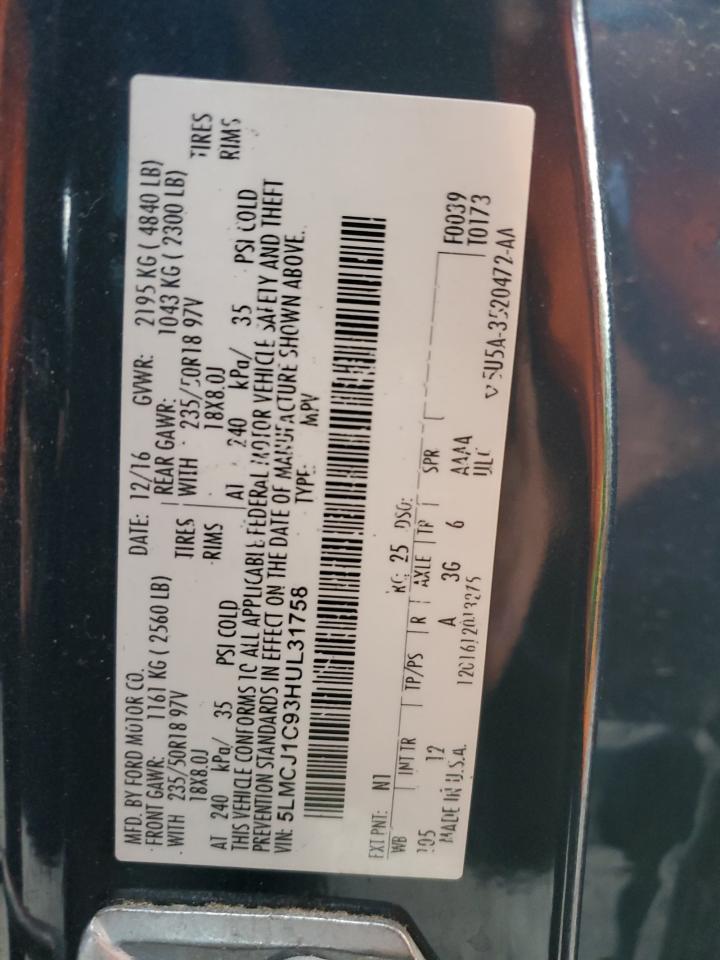 MFD. BY FORD MOTOR CO. DATE: 12/16 GVWR: 2195 KG ( 4840 LB)
FRONT GAWR: 1161 KG ( 2560 LB) REAR GAWR: 1043 KG ( 2300 LB)
WITH 235/50R18 97V TIRES WITH 235/50R18 97V TIRES
18X8.0J RIMS 18X8.0J RIMS
AT 240 kPa/ 35 PSI COLD AT 240 kPa/ 35 PSI COLD
THIS VEHICLE CONFORMS TO ALL APPLICABLE FEDERAL MOTOR VEHICLE SAFETY AND THEFT
PREVENTION STANDARDS IN EFFECT ON THE DATE OF MANUFACTURE SHOWN ABOVE.
VIN: 5LMCJ1C93HUL31758 TYPE: MPV
EXT PNT: N1 RC: 25 DSO: F0039
WB INT TR TP/PS R AXLE TR SPR T0173
105 12 A 3G 6 AAAA
MADE IN U.S.A. ULC
5U5A-3520472-AA